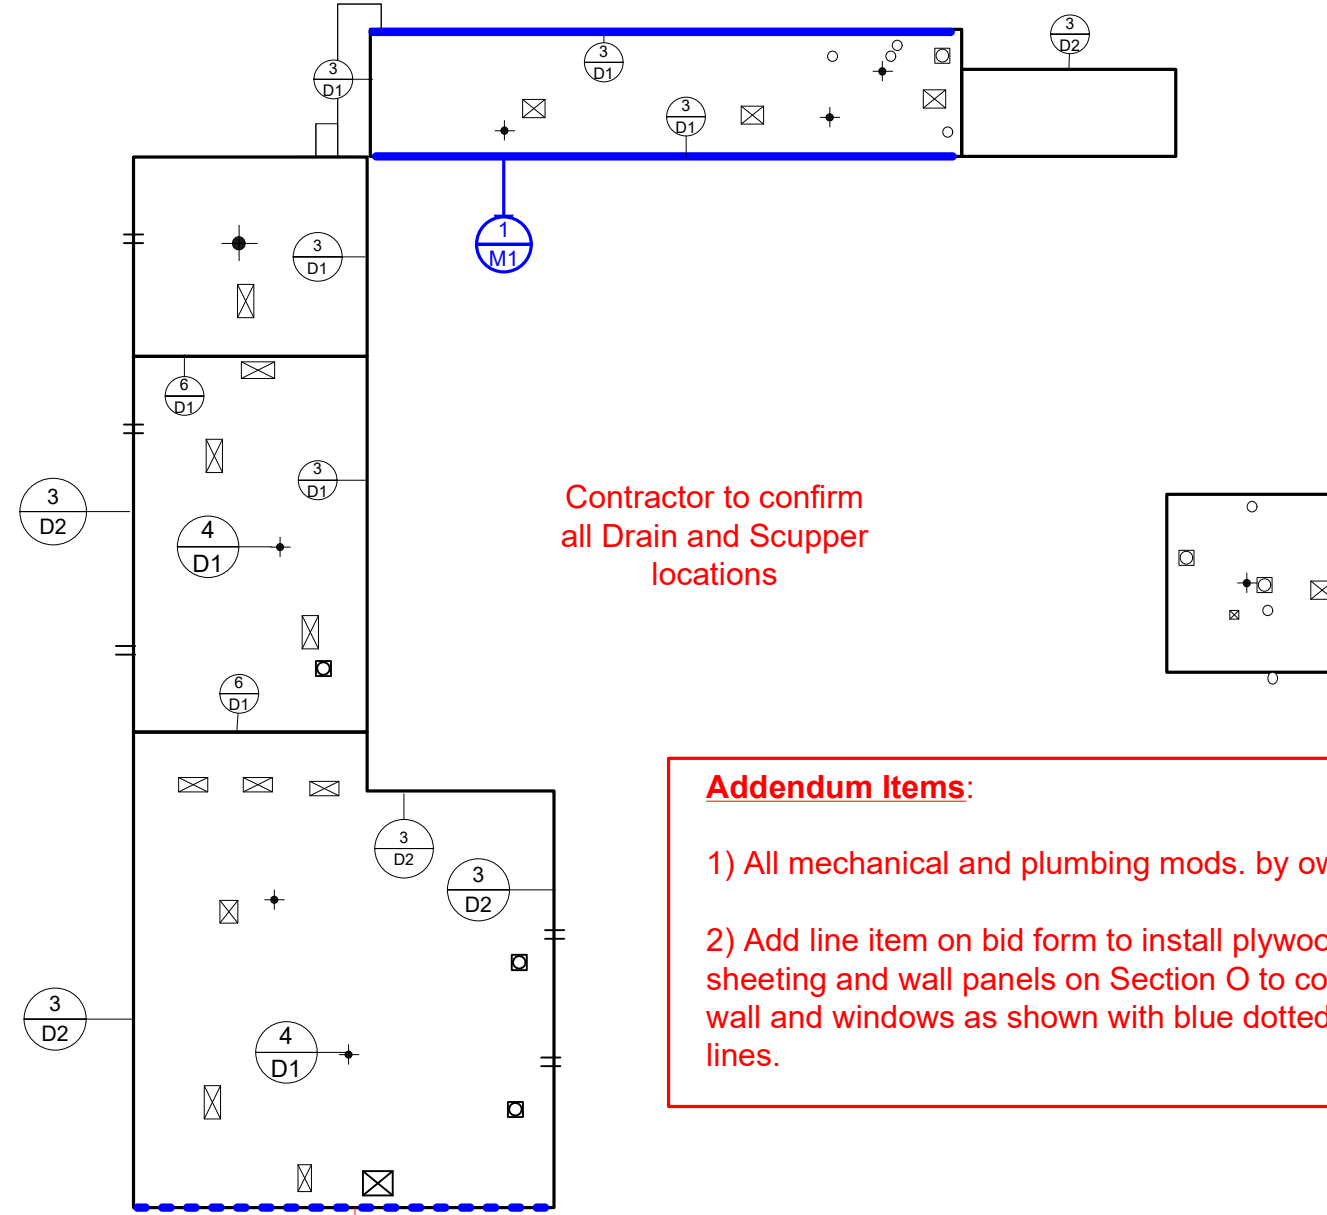 3
D2
3
D1
3
D1
3
D1
1
M1
3
D1
6
D1
3
D1
3
D2
4
D1
Contractor to confirm
all Drain and Scupper
locations
6
D1
Addendum Items:
1) All mechanical and plumbing mods. by ow
2) Add line item on bid form to install plywoo
sheeting and wall panels on Section O to co
wall and windows as shown with blue dotted
lines.
3
D2
3
D2
3
D2
4
D1